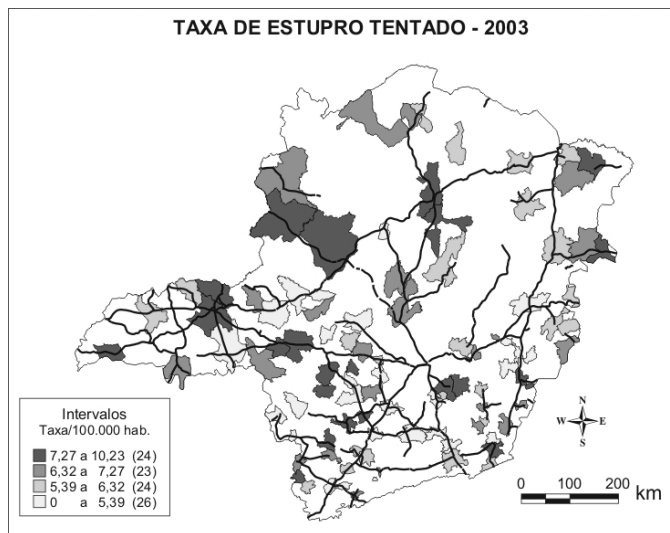 TAXA DE ESTUPRO TENTADO - 2003
Intervalos
Taxa/100.000 hab.
7,27 a 10,23 (24)
6,32 a 7,27 (23)
5,39 a 6,32 (24)
0 a 5,39 (26)
N
W E
S
0 100 200 km